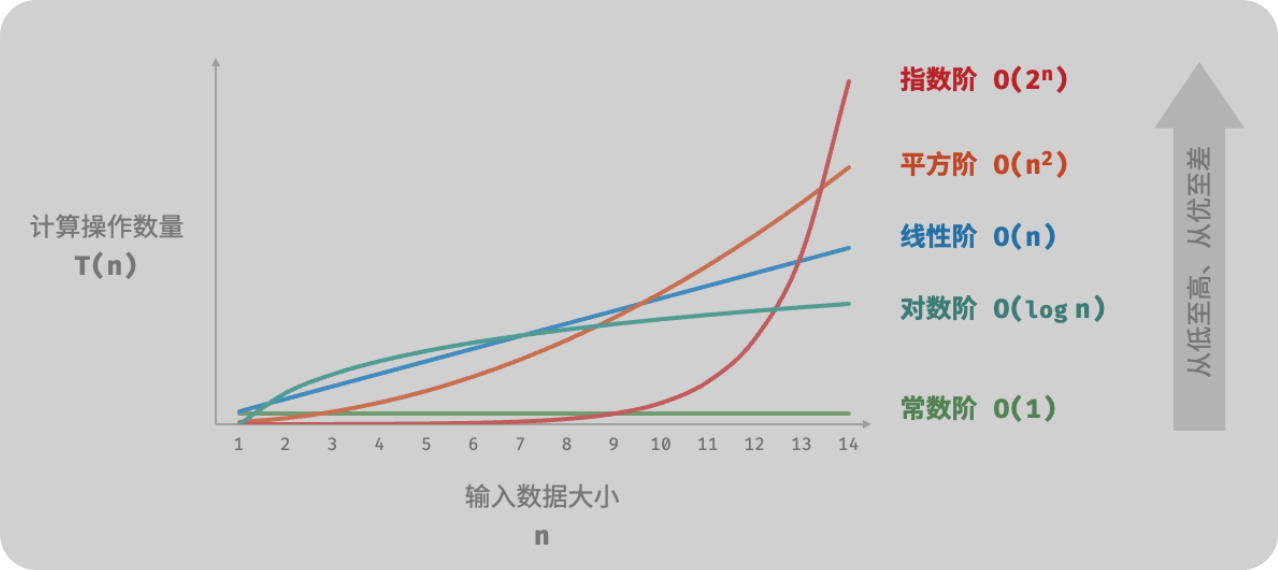 指数阶 O(2ⁿ)
平方阶 O(n²)
线性阶 O(n)
对数阶 O(log n)
常数阶 O(1)
从低至高、从优至差
计算操作数量
T(n)
1 2 3 4 5 6 7 8 9 10 11 12 13 14
输入数据大小
n